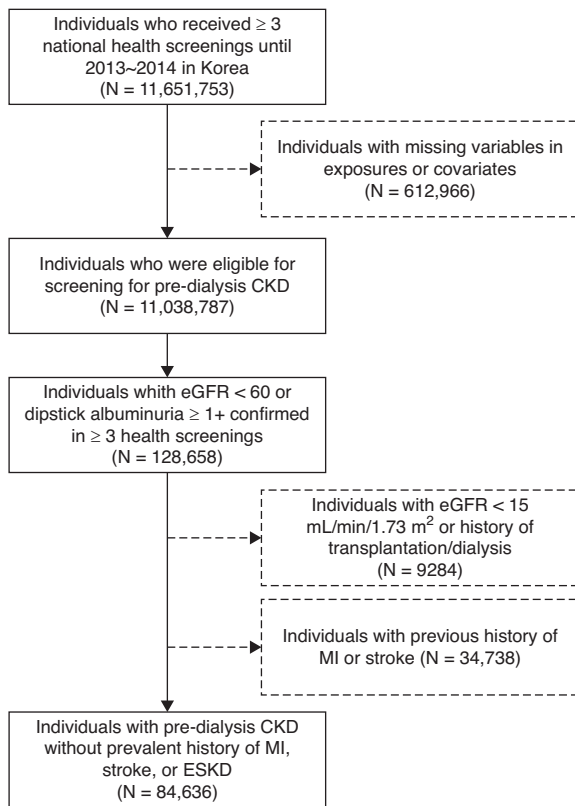 Individuals who received ≥ 3
national health screenings until
2013~2014 in Korea
(N = 11,651,753)
Individuals with missing variables in
exposures or covariates
(N = 612,966)
Individuals who were eligible for
screening for pre-dialysis CKD
(N = 11,038,787)
Individuals whith eGFR < 60 or
dipstick albuminuria ≥ 1+ confirmed
in ≥ 3 health screenings
(N = 128,658)
Individuals with eGFR < 15
mL/min/1.73 m² or history of
transplantation/dialysis
(N = 9284)
Individuals with previous history of
MI or stroke (N = 34,738)
Individuals with pre-dialysis CKD
without prevalent history of MI,
stroke, or ESKD
(N = 84,636)